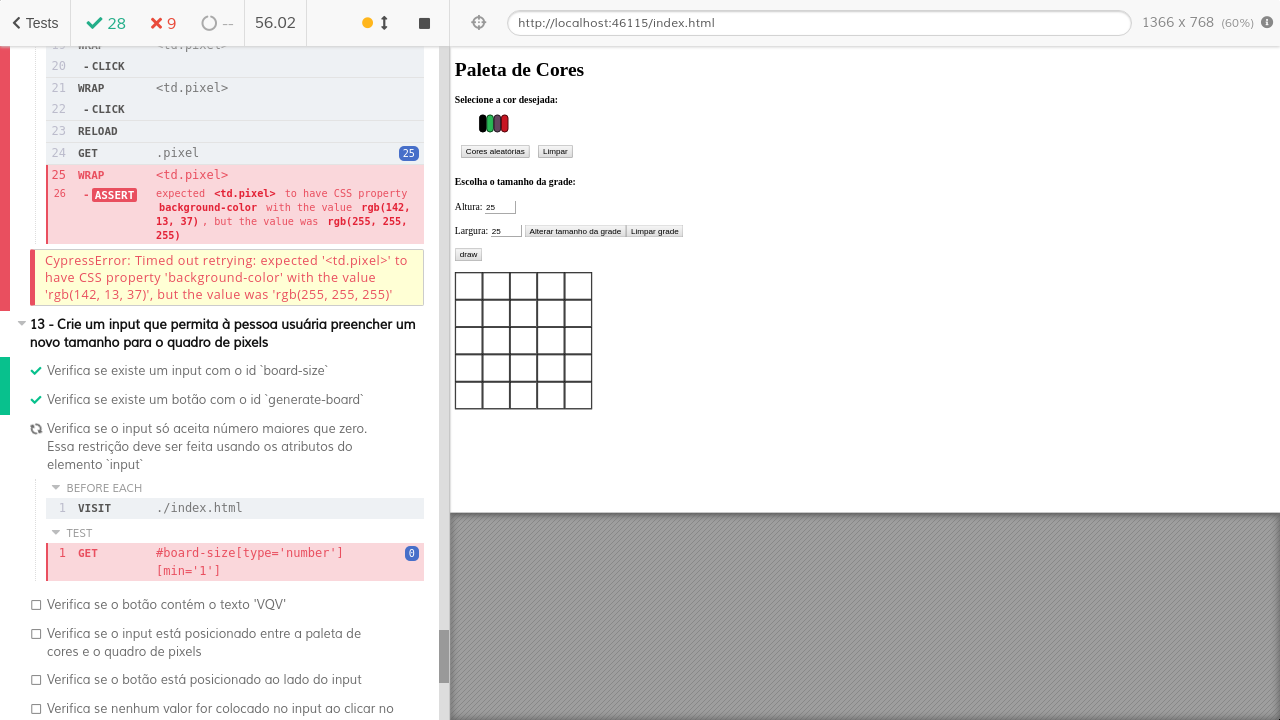 Tests 28 9 -- 56.02
http://localhost:46115/index.html 1366 x 768 (60%)
19 WRAP <td.pixel>
20 - CLICK
21 WRAP <td.pixel>
22 - CLICK
23 RELOAD
24 GET .pixel 25
25 WRAP <td.pixel>
26 - ASSERT expected <td.pixel> to have CSS property
background-color with the value rgb(142,
13, 37) , but the value was rgb(255, 255,
255)
CypressError: Timed out retrying: expected '<td.pixel>' to
have CSS property 'background-color' with the value
'rgb(142, 13, 37)', but the value was 'rgb(255, 255, 255)'
13 - Crie um input que permita à pessoa usuária preencher um
novo tamanho para o quadro de pixels
Verifica se existe um input com o id `board-size`
Verifica se existe um botão com o id `generate-board`
Verifica se o input só aceita número maiores que zero.
Essa restrição deve ser feita usando os atributos do
elemento `input`
BEFORE EACH
1 VISIT ./index.html
TEST
1 GET #board-size[type='number'] 0
[min='1']
Verifica se o botão contém o texto 'VQV'
Verifica se o input está posicionado entre a paleta de
cores e o quadro de pixels
Verifica se o botão está posicionado ao lado do input
Verifica se nenhum valor for colocado no input ao clicar no
Paleta de Cores
Selecione a cor desejada:
Cores aleatórias Limpar
Escolha o tamanho da grade:
Altura: 25
Largura: 25 Alterar tamanho da grade Limpar grade
draw